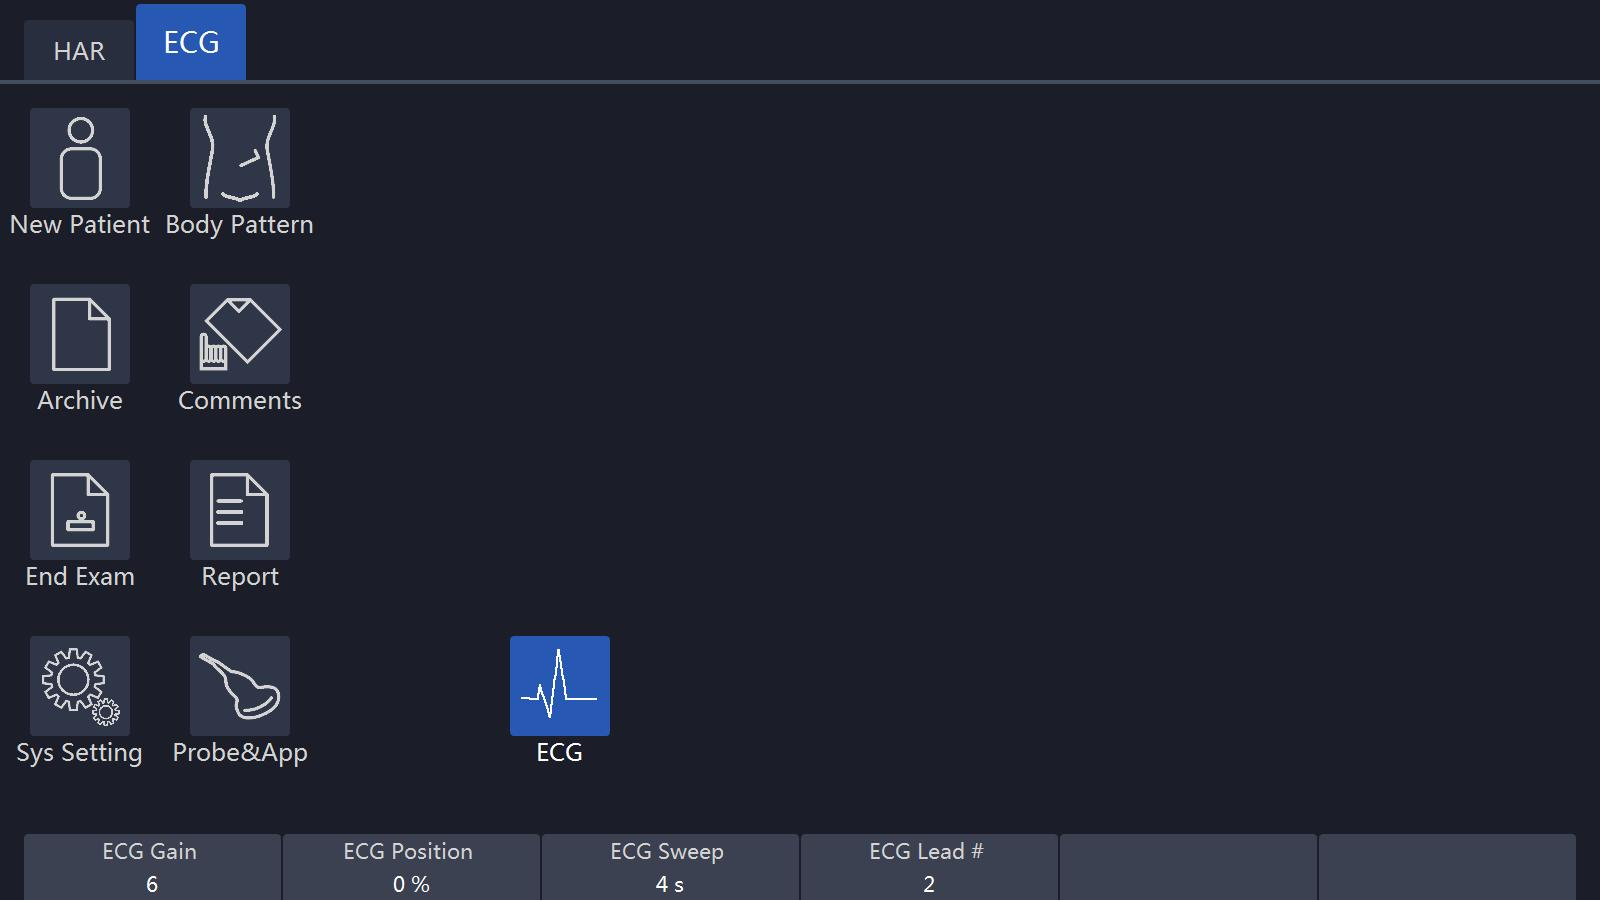 HAR
ECG
New Patient
Body Pattern
Archive
Comments
End Exam
Report
Sys Setting
Probe&App
ECG
ECG Gain
ECG Position
ECG Sweep
ECG Lead #
6
0 %
4 s
2